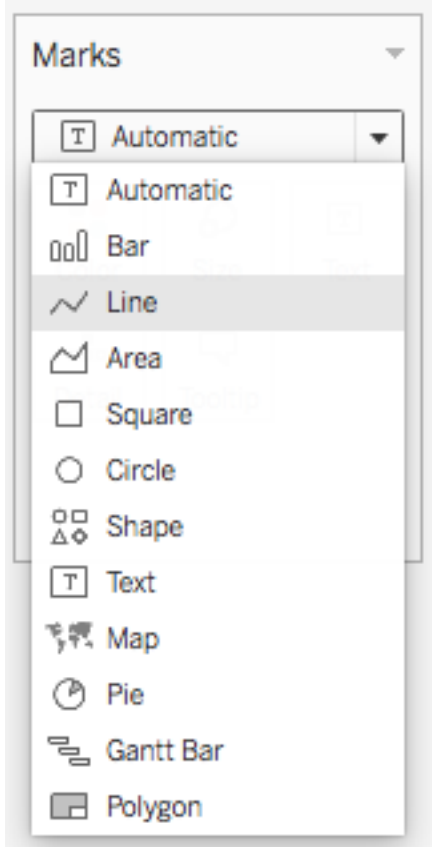 Marks
Automatic
Automatic
Bar
Line
Area
Square
Circle
Shape
Text
Map
Pie
Gantt Bar
Polygon